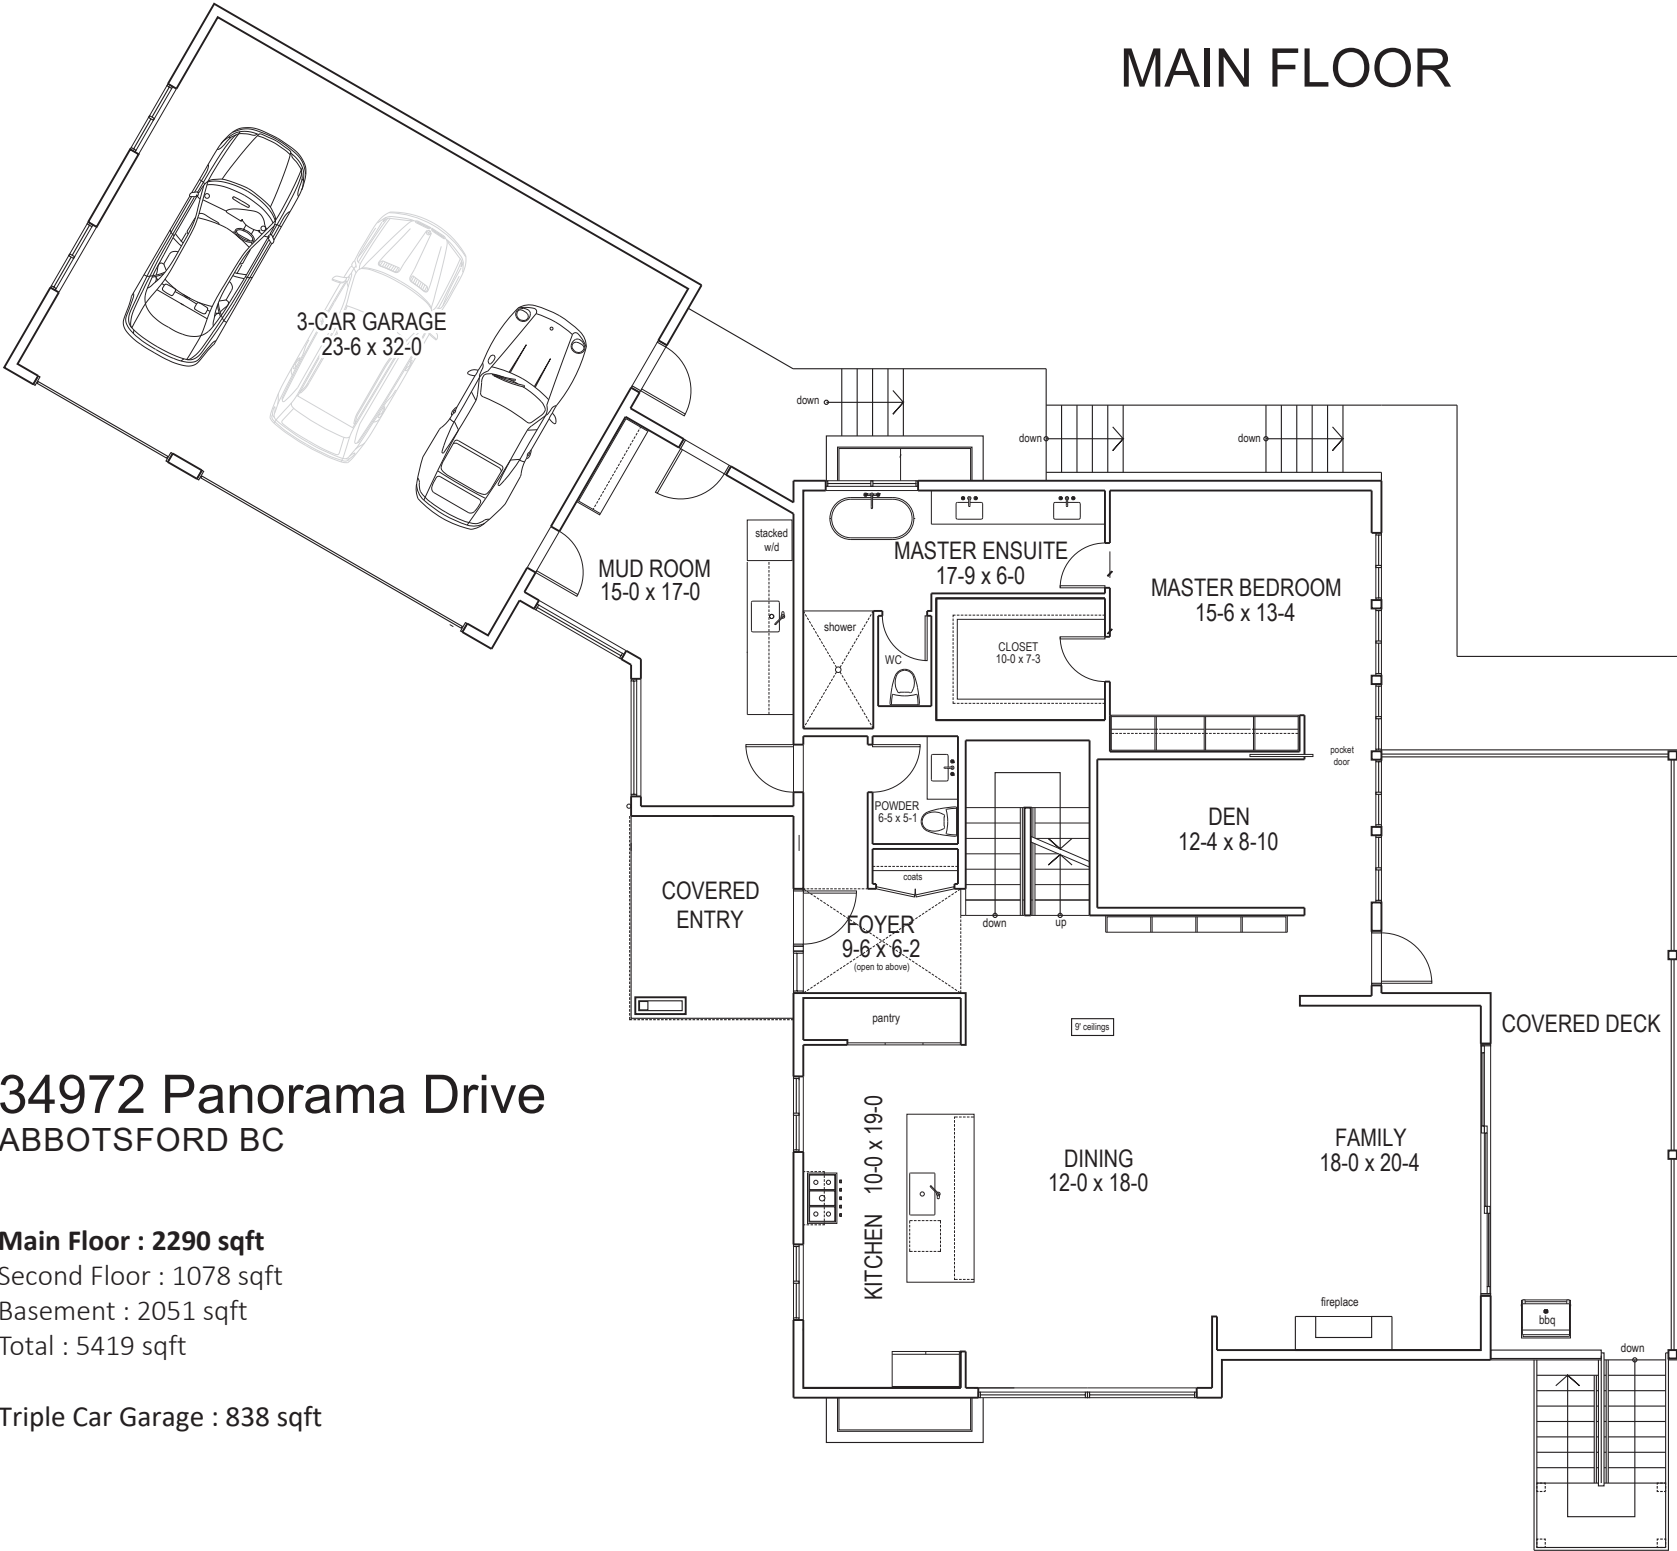 MAIN FLOOR
3-CAR GARAGE
23-6 x 32-0
down
down
down
stacked
w/d
MUD ROOM
15-0 x 17-0
MASTER ENSUITE
17-9 x 6-0
MASTER BEDROOM
15-6 x 13-4
shower
WC
CLOSET
10-0 x 7-3
pocket
door
POWDER
6-5 x 5-1
DEN
12-4 x 8-10
coats
COVERED
ENTRY
FOYER
9-6 x 6-2
(open to above)
down
up
pantry
9' ceilings
COVERED DECK
34972 Panorama Drive
ABBOTSFORD BC
KITCHEN 10-0 x 19-0
DINING
12-0 x 18-0
FAMILY
18-0 x 20-4
Main Floor : 2290 sqft
Second Floor : 1078 sqft
Basement : 2051 sqft
Total : 5419 sqft
fireplace
bbq
down
Triple Car Garage : 838 sqft